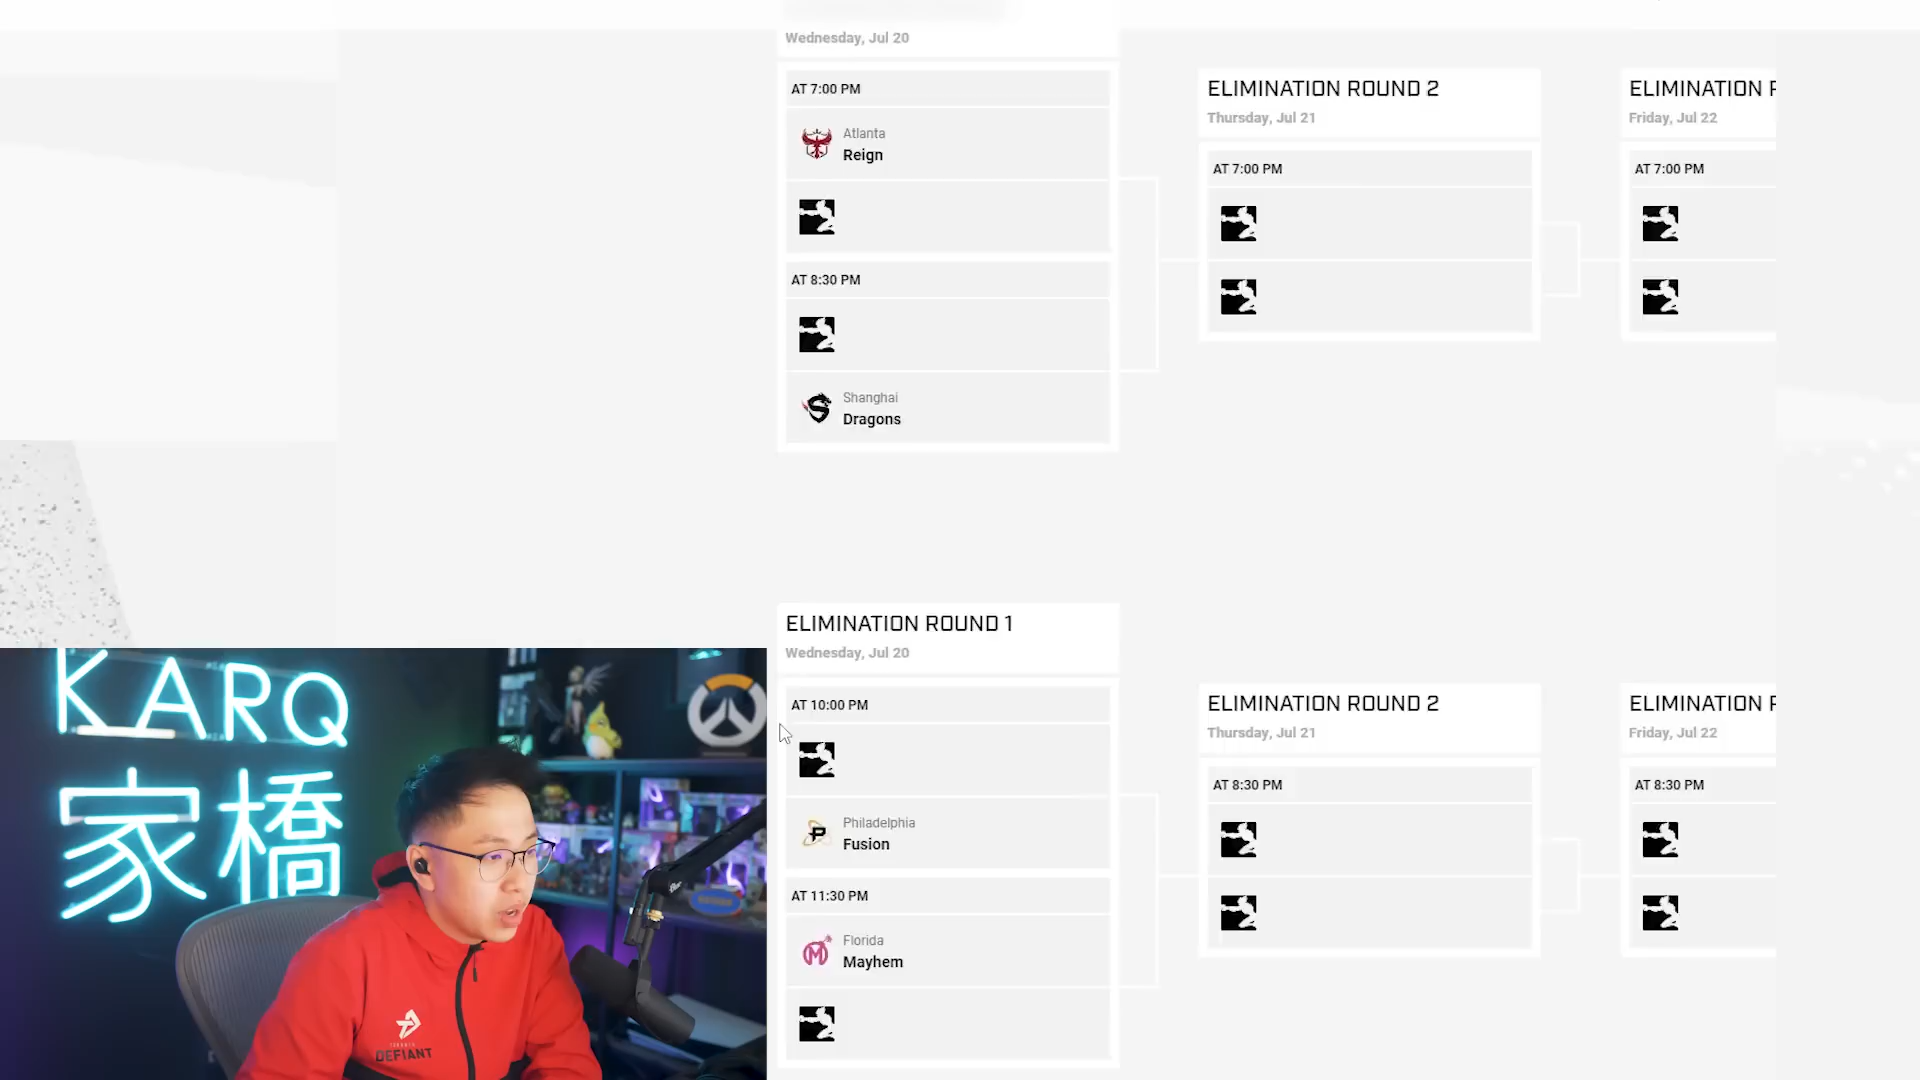 Wednesday, Jul 20
AT 7:00 PM
Atlanta
Reign
AT 8:30 PM
Shanghai
Dragons
ELIMINATION ROUND 2
Thursday, Jul 21
AT 7:00 PM
ELIMINATION
Friday, Jul 22
AT 7:00 PM
ELIMINATION ROUND 1
Wednesday, Jul 20
AT 10:00 PM
Philadelphia
Fusion
AT 11:30 PM
Florida
Mayhem
ELIMINATION ROUND 2
Thursday, Jul 21
AT 8:30 PM
ELIMINATION
Friday, Jul 22
AT 8:30 PM
KARQ
家橋
TORONTO
DEFIANT